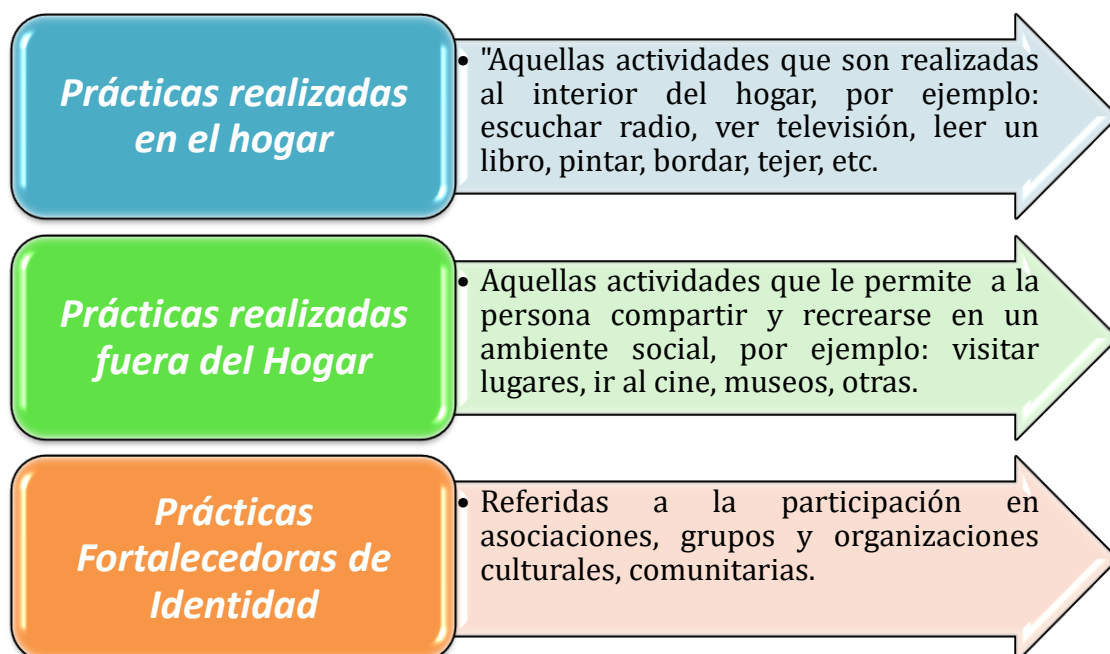 Prácticas realizadas
en el hogar
• "Aquellas actividades que son realizadas
al interior del hogar, por ejemplo:
escuchar radio, ver televisión, leer un
libro, pintar, bordar, tejer, etc.
Prácticas realizadas
fuera del Hogar
• Aquellas actividades que le permite a la
persona compartir y recrearse en un
ambiente social, por ejemplo: visitar
lugares, ir al cine, museos, otras.
Prácticas
Fortalecedoras de
Identidad
• Referidas a la participación en
asociaciones, grupos y organizaciones
culturales, comunitarias.